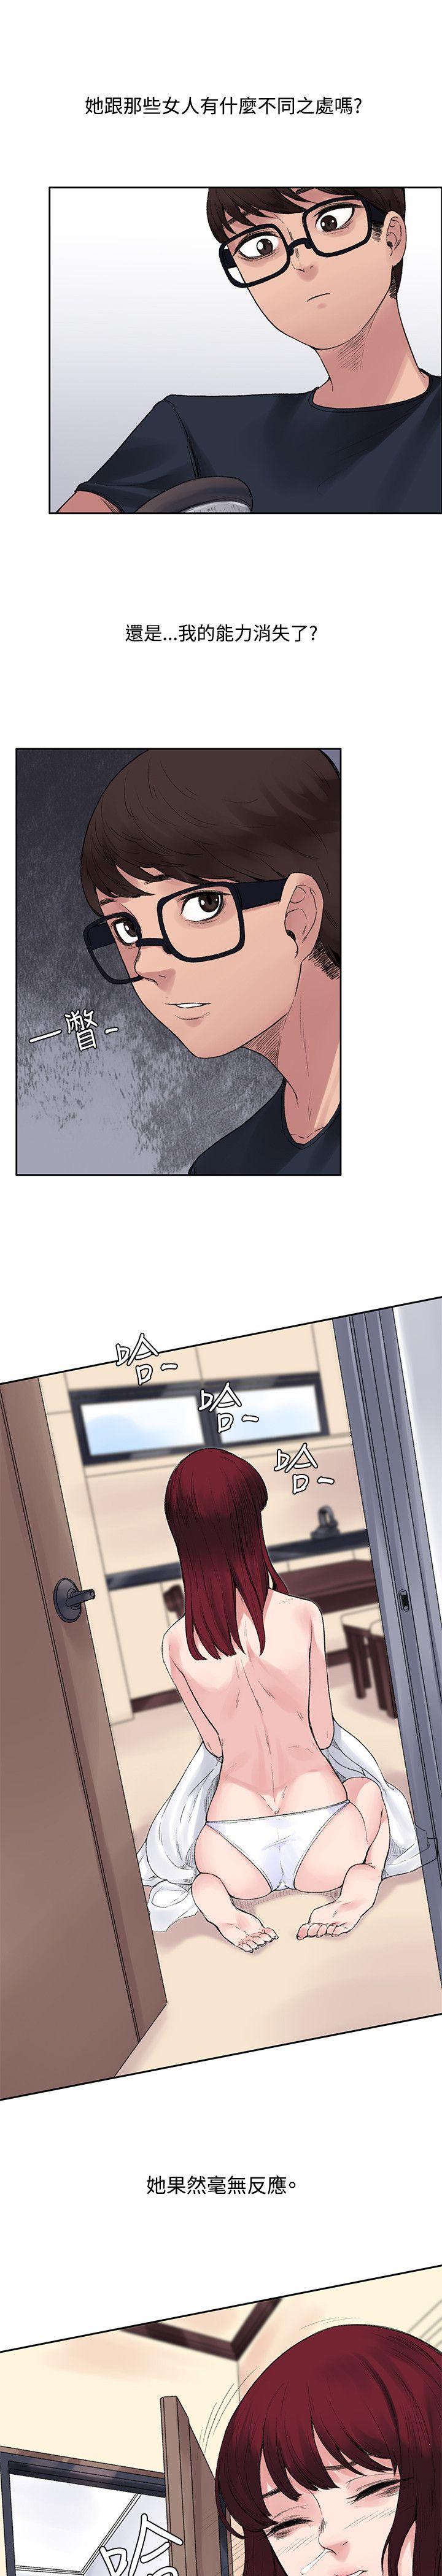 她跟那些女人有什麼不同之處嗎?
還是...我的能力消失了?
一瞥-
哈-
哈-
哈-
她果然毫無反應。
哈